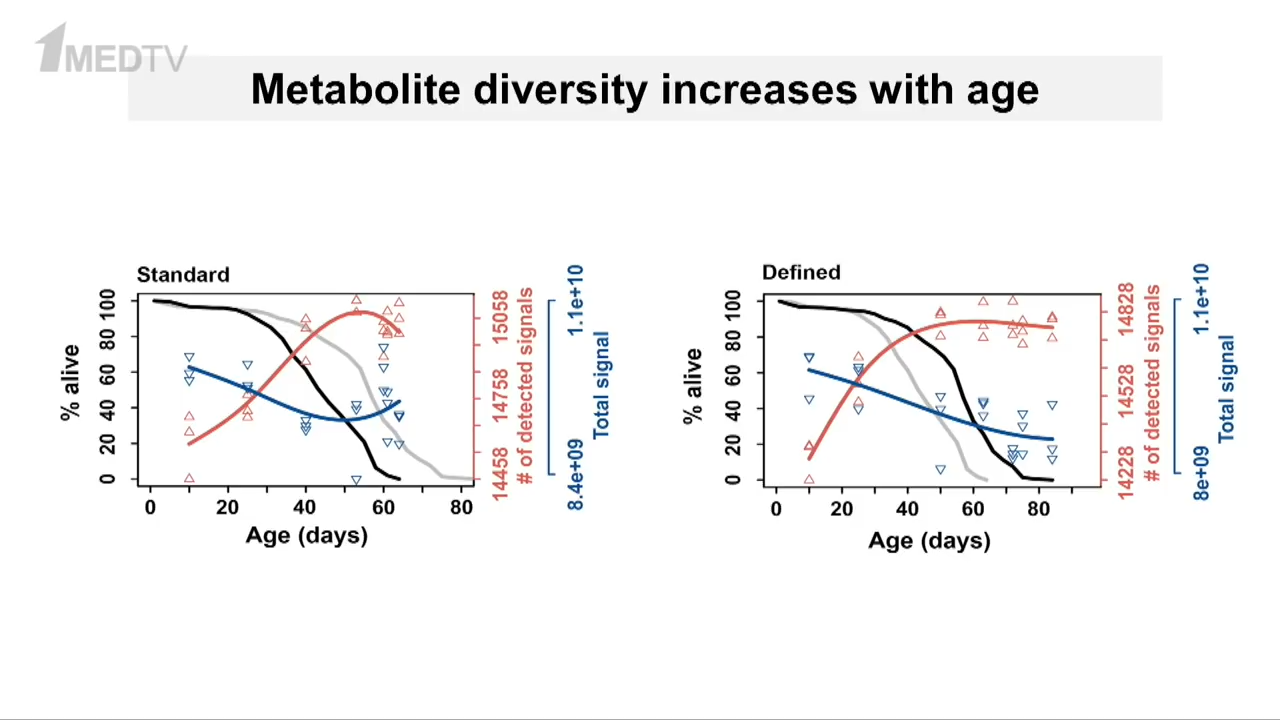 1MEDTV
Metabolite diversity increases with age
Standard
% alive
0 20 40 60 80 100
0 20 40 60 80
Age (days)
14458 14758 15058
# of detected signals
8.4e+09 1.1e+10
Total signal
Defined
% alive
0 20 40 60 80 100
0 20 40 60 80
Age (days)
14228 14528 14828
# of detected signals
8e+09 1.1e+10
Total signal